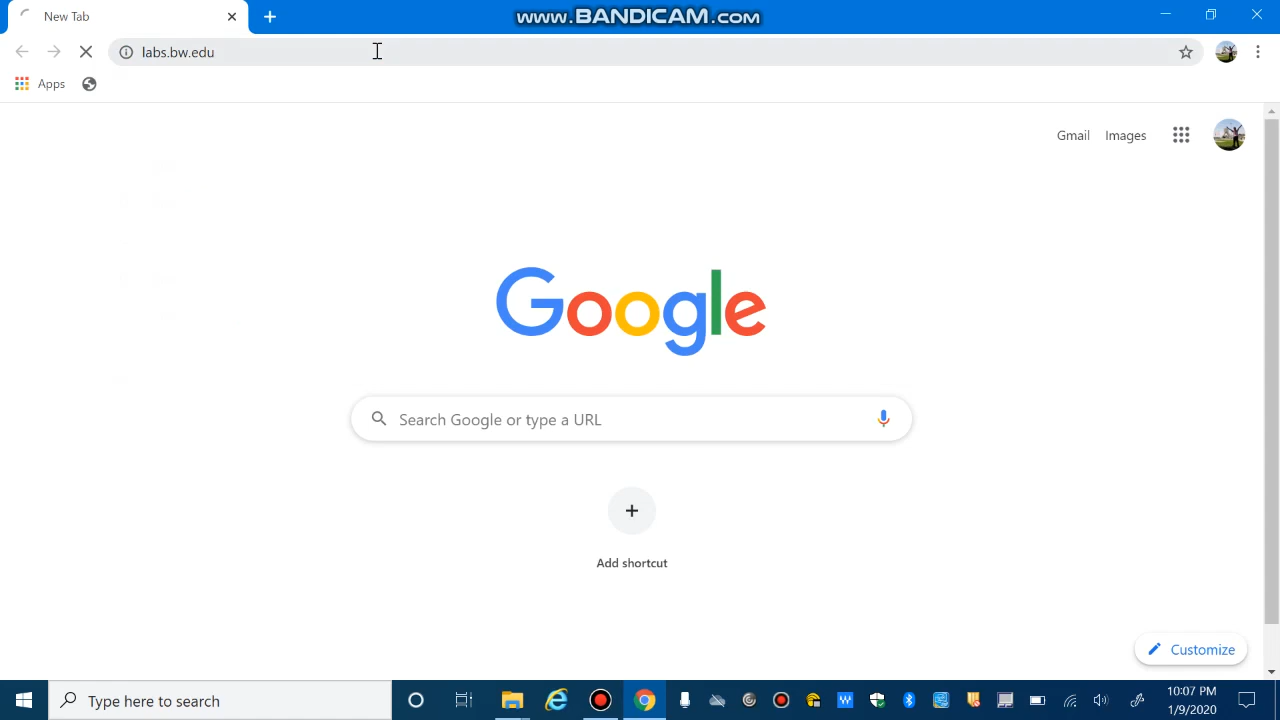 New Tab
www.BANDICAM.com
labs.bw.edu
Apps
Gmail
Images
Google
Search Google or type a URL
Add shortcut
Customize
Type here to search
10:07 PM
1/9/2020